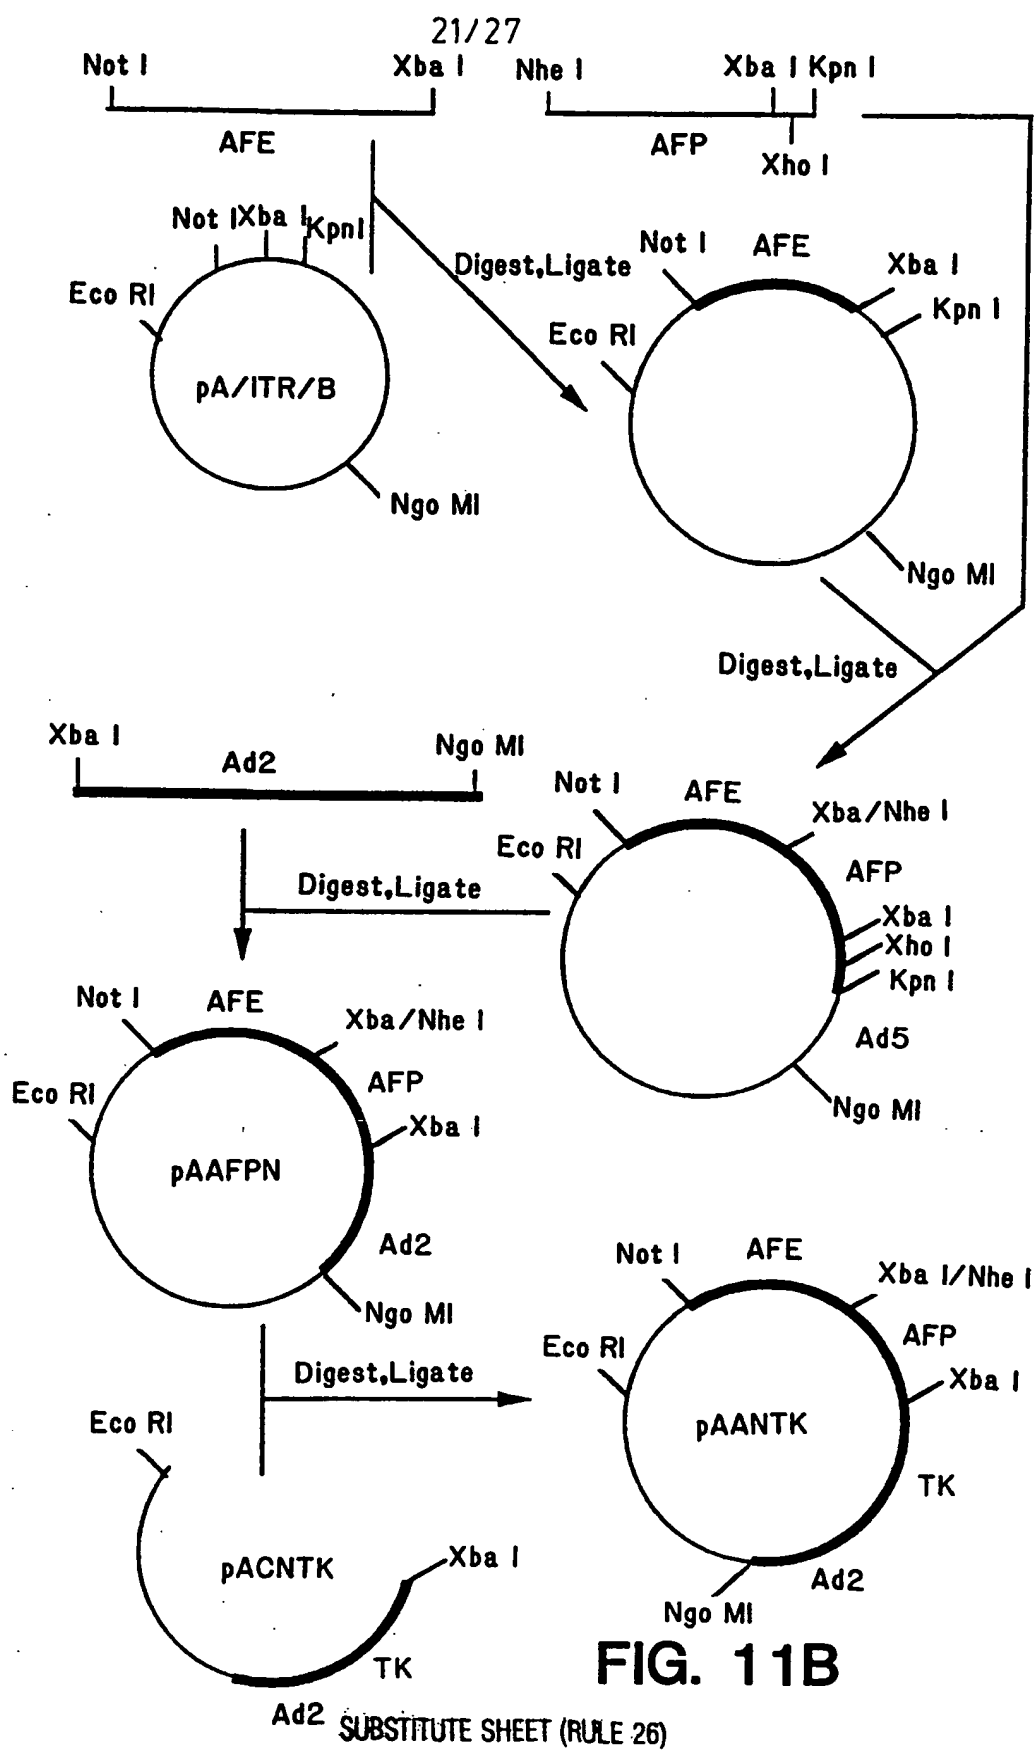 21/27
Not I
Xba I
Nhe I
Xba I
Kpn I
AFE
AFP
Xho I
Not I
Xba I
KpnI
Eco RI
pA/ITR/B
Ngo MI
Digest,Ligate
Not I
AFE
Xba I
Kpn I
Eco RI
Ngo MI
Digest,Ligate
Xba I
Ad2
Ngo MI
Not I
AFE
Xba/Nhe I
Eco RI
AFP
Xba I
Xho I
Kpn I
Ad5
Ngo MI
Digest,Ligate
Not I
AFE
Xba/Nhe I
Eco RI
AFP
Xba I
pAAFPN
Ad2
Ngo MI
Digest,Ligate
Not I
AFE
Xba I/Nhe I
Eco RI
AFP
Xba I
pAANTK
TK
Ad2
Ngo MI
Eco RI
pACNTK
Xba I
TK
Ad2
FIG. 11B
SUBSTITUTE SHEET (RULE 26)